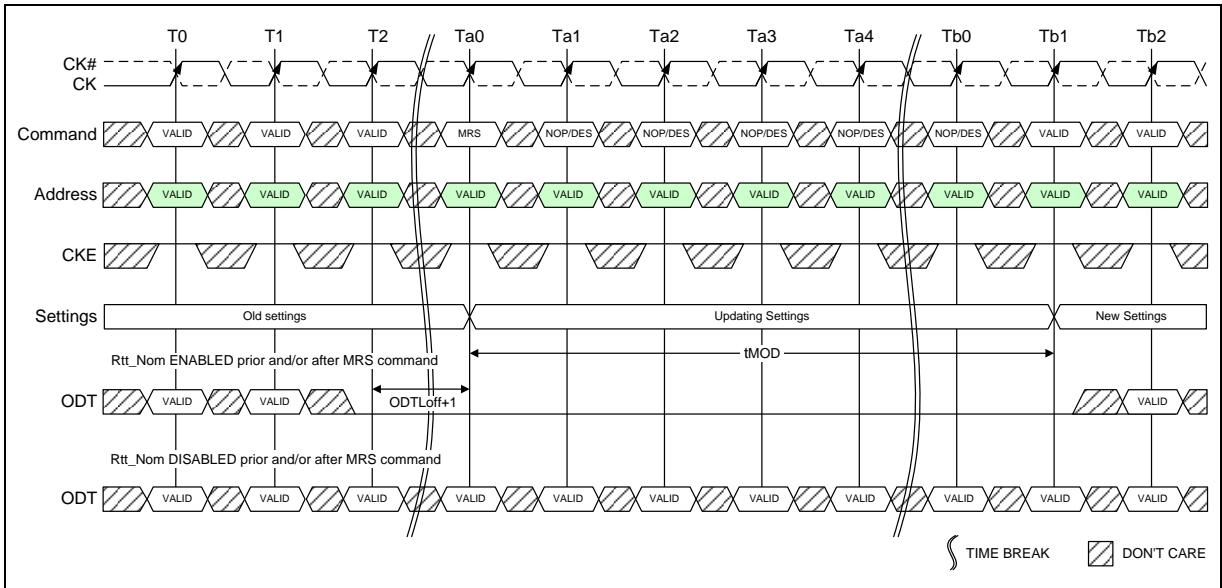 T0 T1 T2 Ta0 Ta1 Ta2 Ta3 Ta4 Tb0 Tb1 Tb2
CK#
CK
Command VALID VALID VALID MRS NOP/DES NOP/DES NOP/DES NOP/DES NOP/DES VALID VALID
Address VALID VALID VALID VALID VALID VALID VALID VALID VALID VALID VALID
CKE
Settings Old settings Updating Settings New Settings
Rtt_Nom ENABLED prior and/or after MRS command
tMOD
ODT VALID VALID ODTLoff+1 VALID
Rtt_Nom DISABLED prior and/or after MRS command
ODT VALID VALID VALID VALID VALID VALID VALID VALID VALID VALID VALID
TIME BREAK DON'T CARE